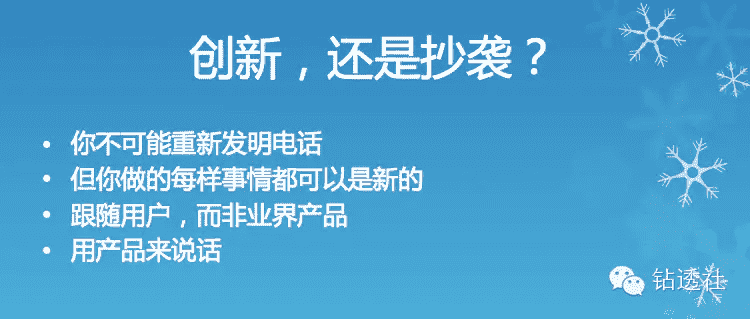 创新，还是抄袭？
• 你不可能重新发明电话
• 但你做的每样事情都可以是新的
• 跟随用户，而非业界产品
• 用产品来说话
钻透社